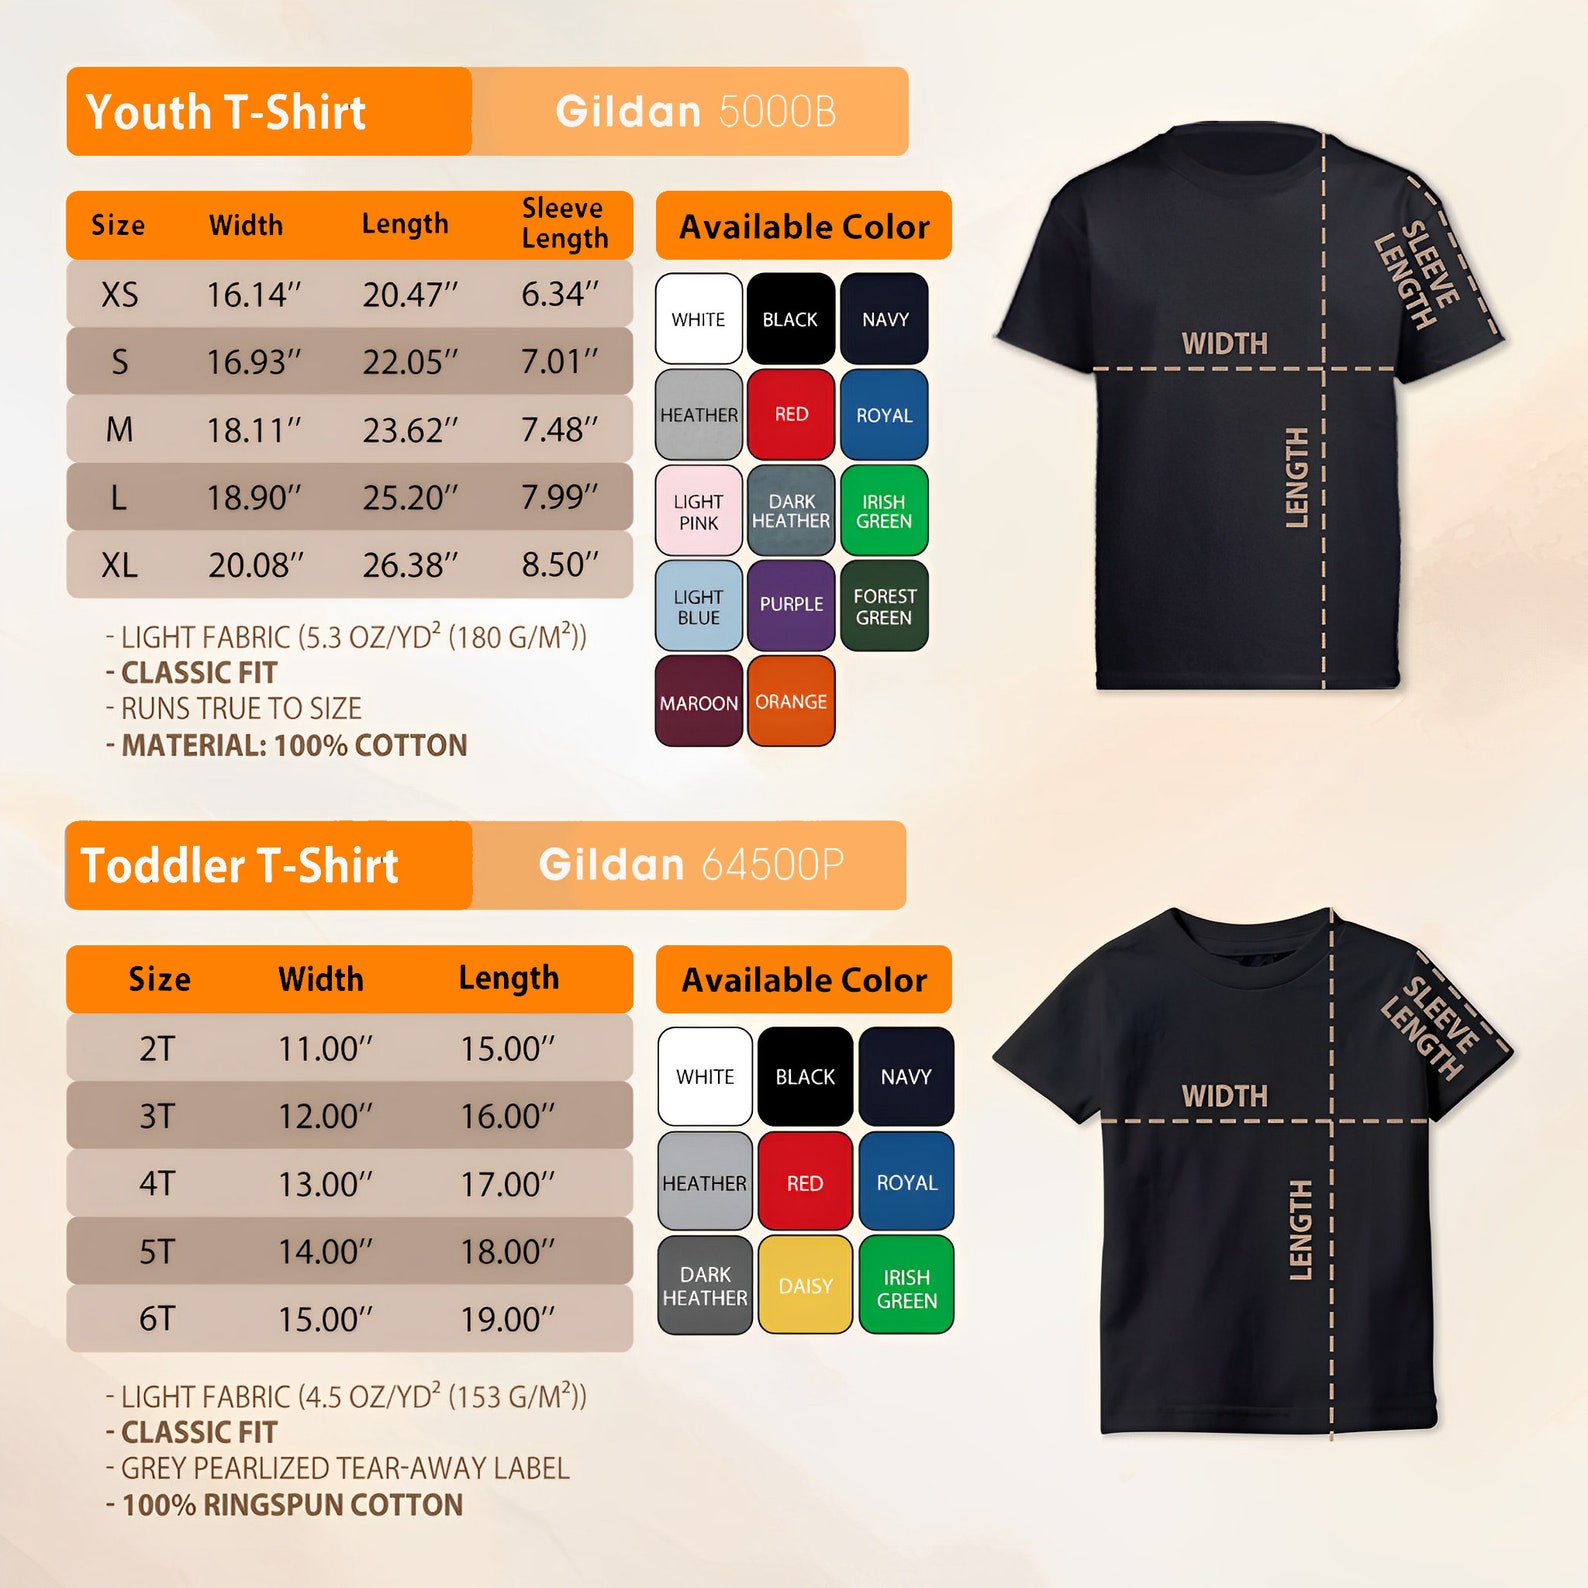 Youth T-Shirt Gildan 5000B
Size Width Length Sleeve Length
XS 16.14’’ 20.47’’ 6.34’’
S 16.93’’ 22.05’’ 7.01’’
M 18.11’’ 23.62’’ 7.48’’
L 18.90’’ 25.20’’ 7.99’’
XL 20.08’’ 26.38’’ 8.50’’
- LIGHT FABRIC (5.3 OZ/YD² (180 G/M²))
- CLASSIC FIT
- RUNS TRUE TO SIZE
- MATERIAL: 100% COTTON
Available Color
WHITE BLACK NAVY
HEATHER RED ROYAL
LIGHT PINK DARK HEATHER IRISH GREEN
LIGHT BLUE PURPLE FOREST GREEN
MAROON ORANGE
SLEEVE
LENGTH
WIDTH
LENGTH
Toddler T-Shirt Gildan 64500P
Size Width Length
2T 11.00’’ 15.00’’
3T 12.00’’ 16.00’’
4T 13.00’’ 17.00’’
5T 14.00’’ 18.00’’
6T 15.00’’ 19.00’’
- LIGHT FABRIC (4.5 OZ/YD² (153 G/M²))
- CLASSIC FIT
- GREY PEARLIZED TEAR-AWAY LABEL
- 100% RINGSPUN COTTON
Available Color
WHITE BLACK NAVY
HEATHER RED ROYAL
DARK HEATHER DAISY IRISH GREEN
SLEEVE
LENGTH
WIDTH
LENGTH